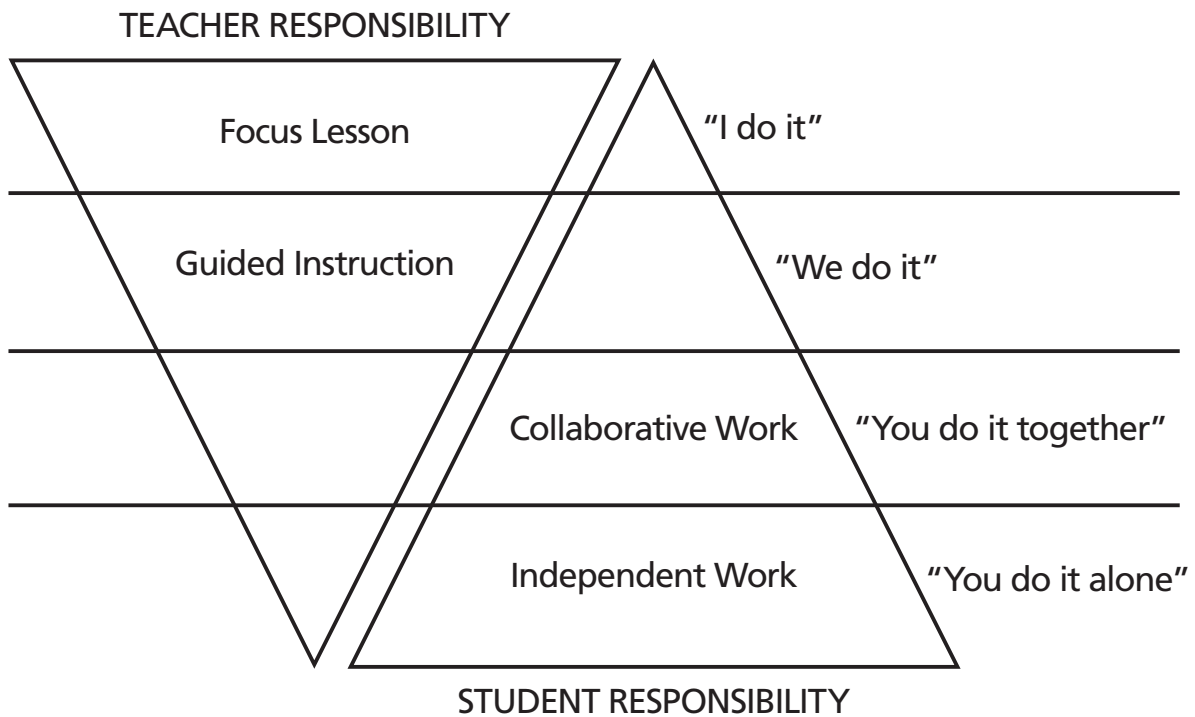 TEACHER RESPONSIBILITY
Focus Lesson
“I do it”
Guided Instruction
“We do it”
Collaborative Work
“You do it together”
Independent Work
“You do it alone”
STUDENT RESPONSIBILITY